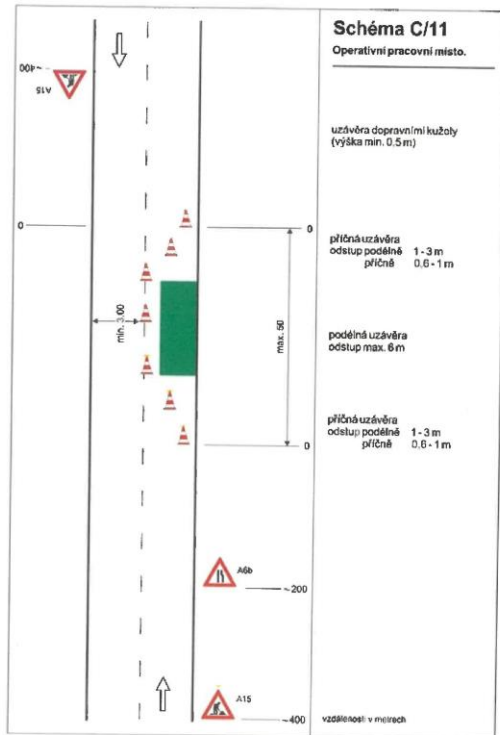 Schéma C/11
Operativní pracovní místo.
~400
A15
uzávěra dopravními kužoly
(výška min. 0,5 m)
0
0
příčná uzávěra
odstup podélně 1 - 3 m
příčně 0,6 - 1 m
min. 3,00
max. 50
podélná uzávěra
odstup max. 6 m
příčná uzávěra
odstup podélně 1 - 3 m
příčně 0,6 - 1 m
0
A6b
~200
A15
~400
vzdálenosti v metrech